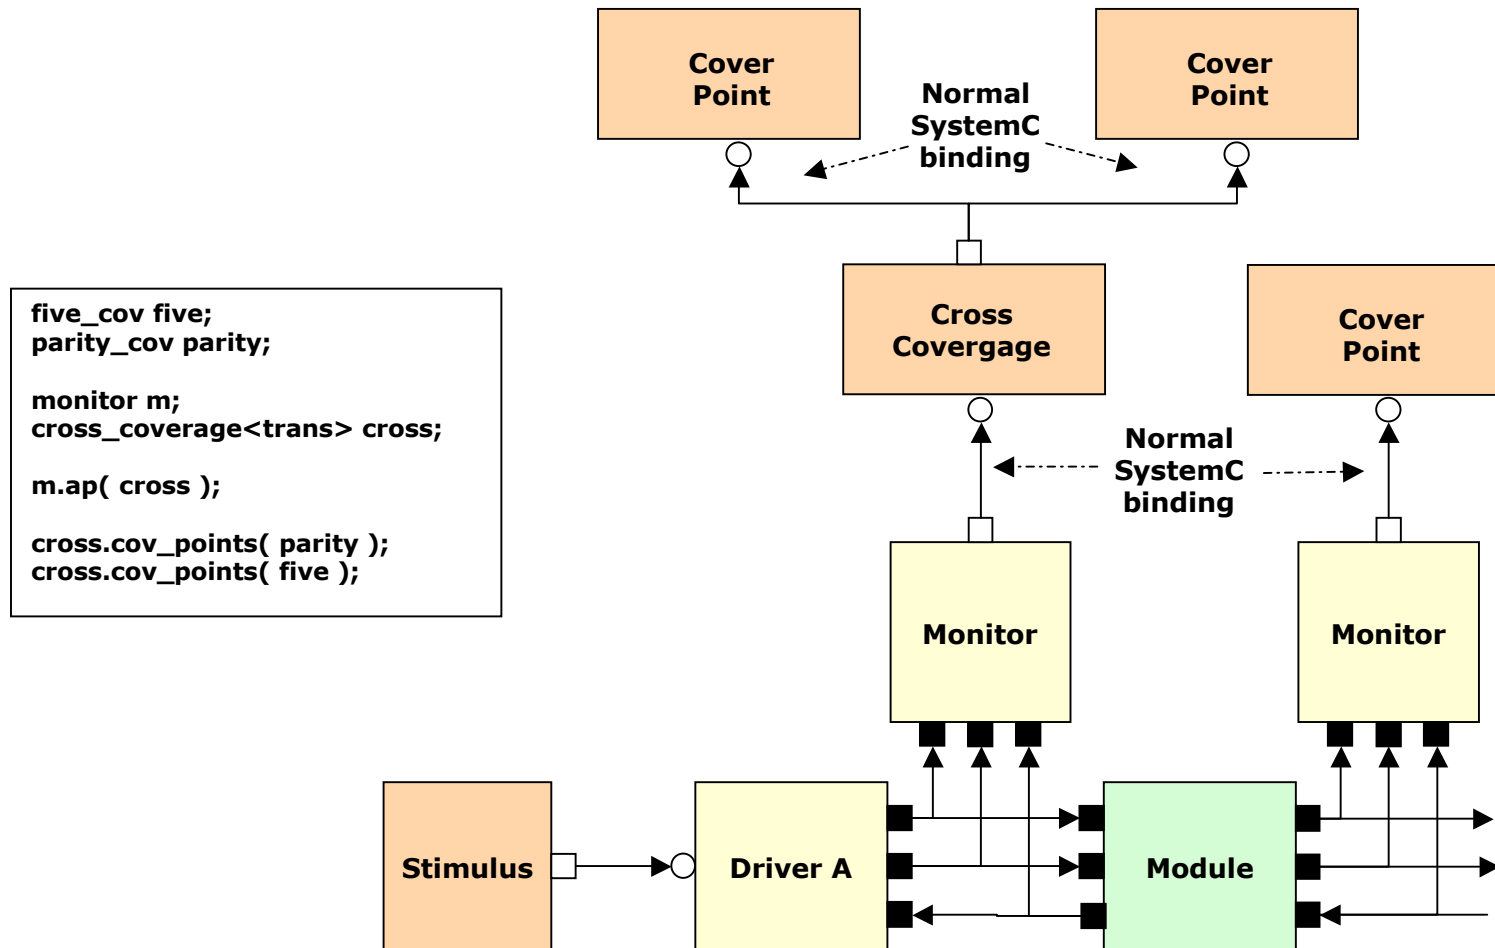 Cover
Point
Cover
Point
Normal
SystemC
binding
five_cov five;
parity_cov parity;
monitor m;
cross_coverage<trans> cross;
m.ap( cross );
cross.cov_points( parity );
cross.cov_points( five );
Cross
Covergage
Cover
Point
Normal
SystemC
binding
Monitor
Monitor
Stimulus
Driver A
Module